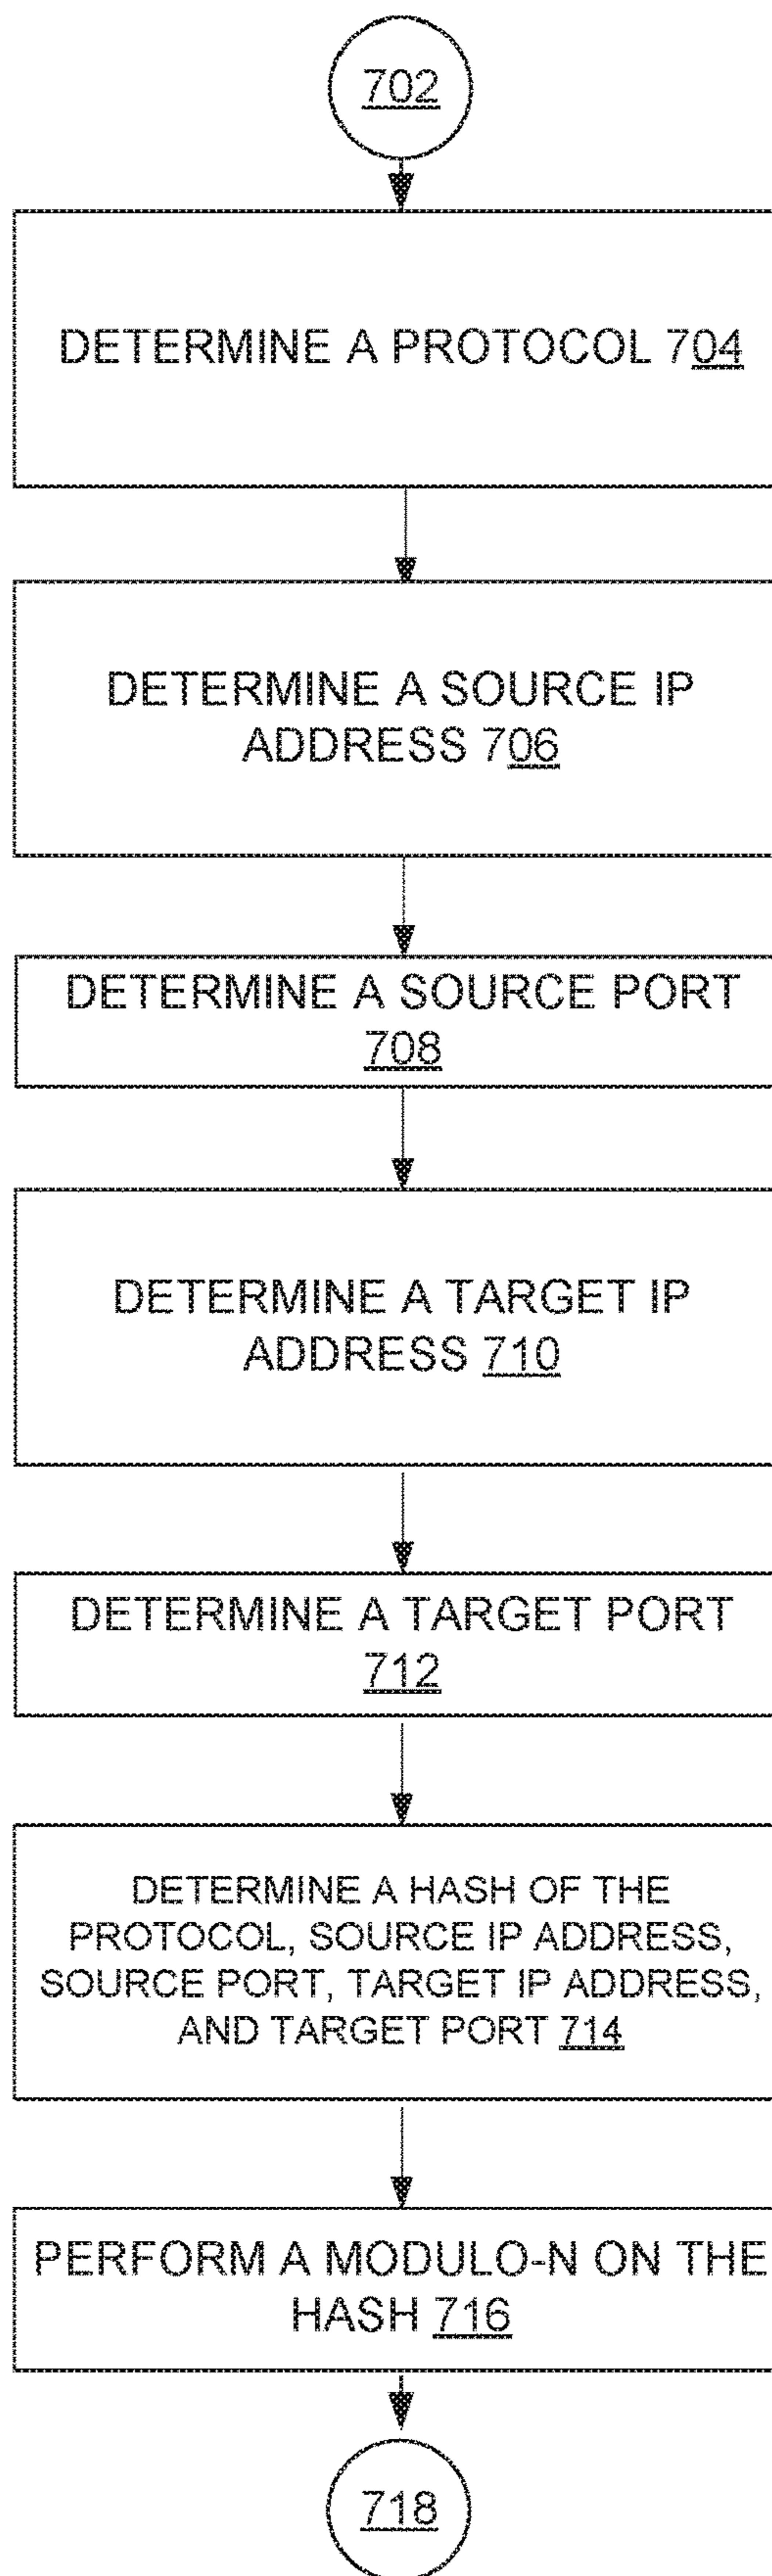 702
DETERMINE A PROTOCOL 704
DETERMINE A SOURCE IP
ADDRESS 706
DETERMINE A SOURCE PORT
708
DETERMINE A TARGET IP
ADDRESS 710
DETERMINE A TARGET PORT
712
DETERMINE A HASH OF THE
PROTOCOL, SOURCE IP ADDRESS,
SOURCE PORT, TARGET IP ADDRESS,
AND TARGET PORT 714
PERFORM A MODULO-N ON THE
HASH 716
718